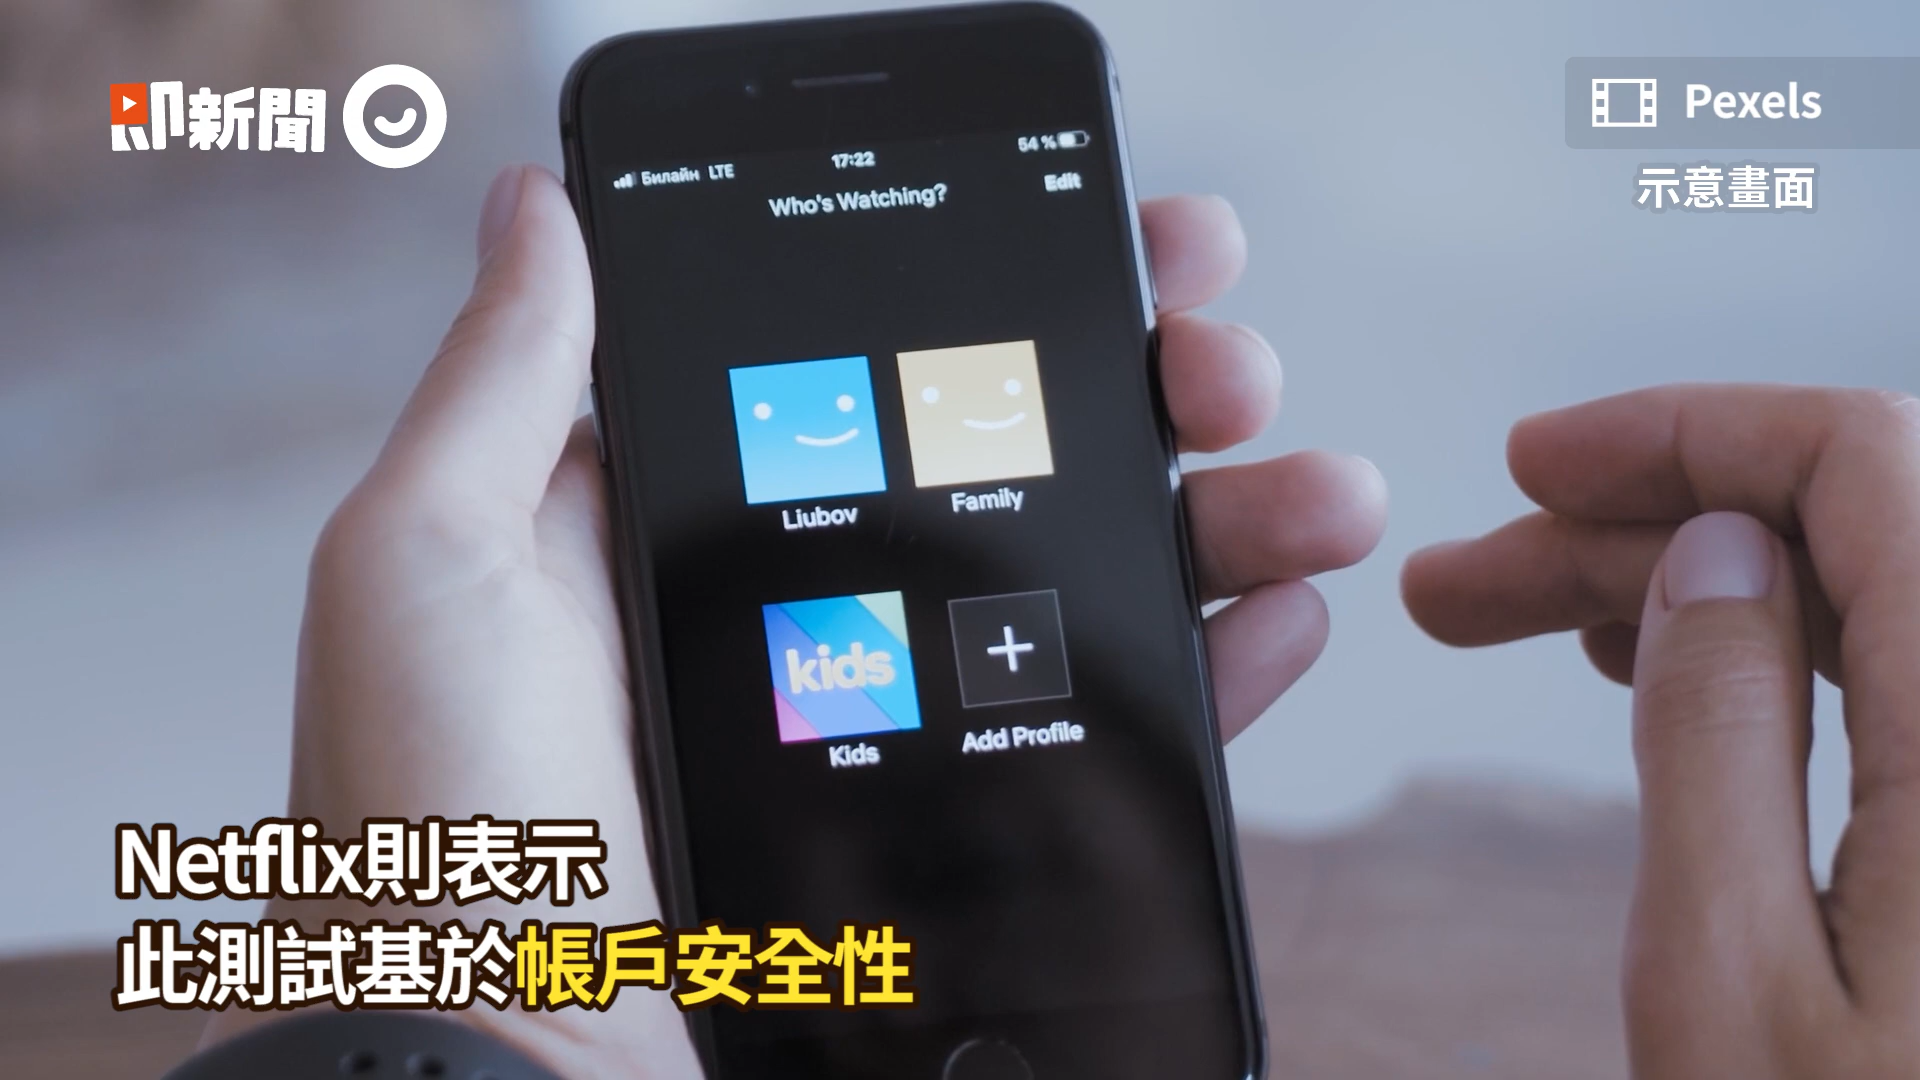 即新聞
Pexels
示意畫面
Билайн LTE
17:22
54 %
Who's Watching?
Edit
Liubov
Family
kids
Kids
Add Profile
Netflix則表示
此測試基於帳戶安全性